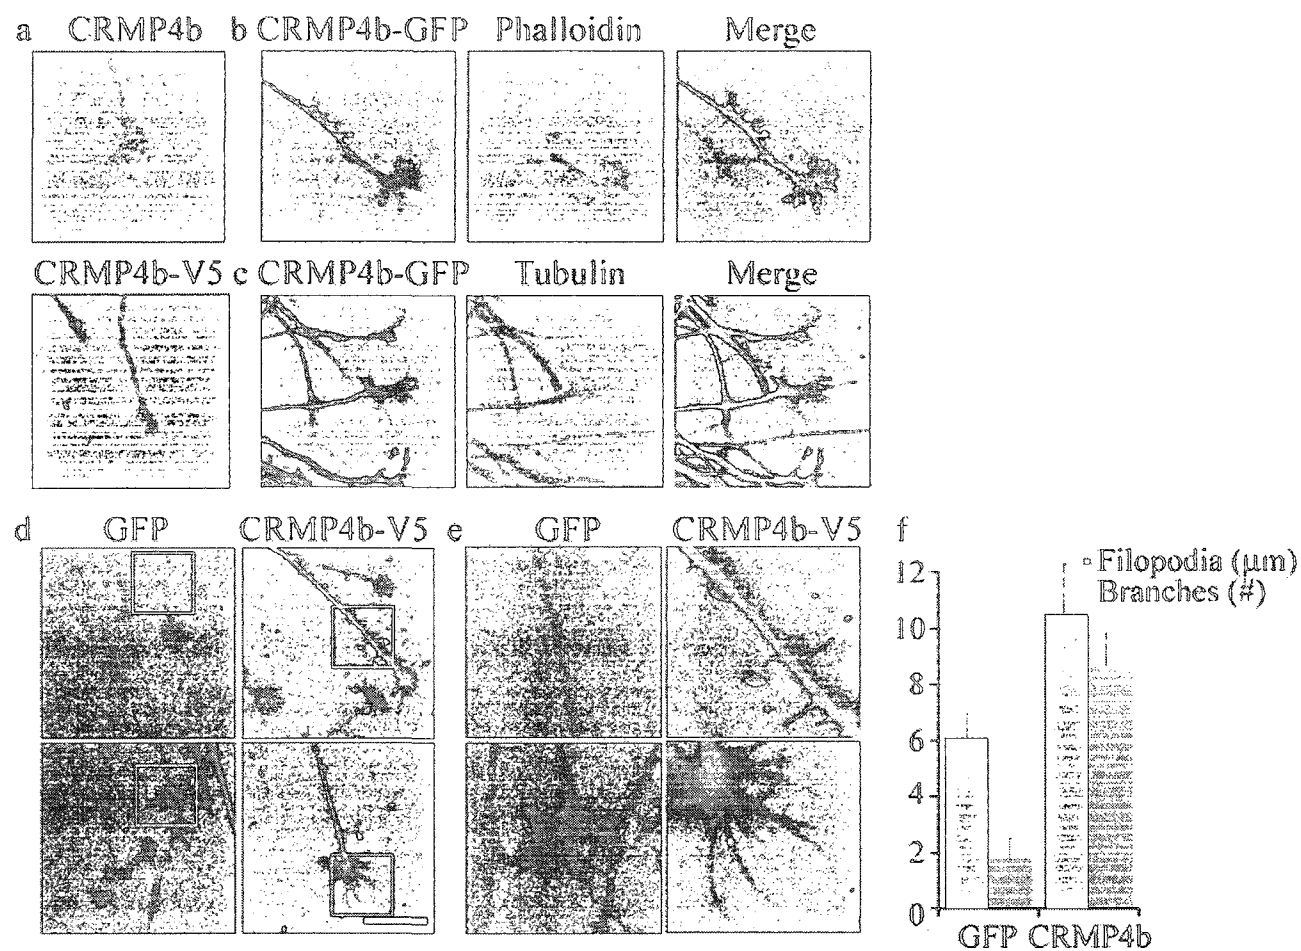 a CRMP4b b CRMP4b-GFP Phalloidin Merge
CRMP4b-V5 c CRMP4b-GFP Tubulin Merge
d GFP CRMP4b-V5 e GFP CRMP4b-V5 f
Filopodia (μm)
Branches (#)
12
10
8
6
4
2
0
GFP CRMP4b